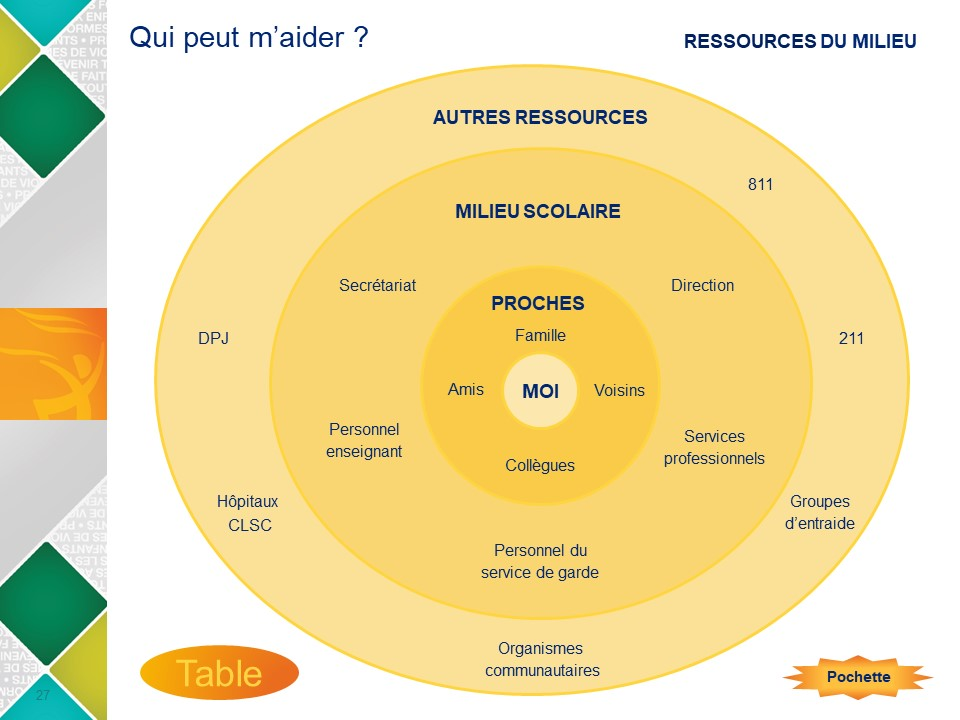 Qui peut m’aider ?
RESSOURCES DU MILIEU
AUTRES RESSOURCES
811
MILIEU SCOLAIRE
Secrétariat
Direction
PROCHES
Famille
DPJ
211
Amis
MOI
Voisins
Personnel
enseignant
Services
professionnels
Collègues
Hôpitaux
CLSC
Groupes
d’entraide
Personnel du
service de garde
Organismes
communautaires
Table
Pochette
27